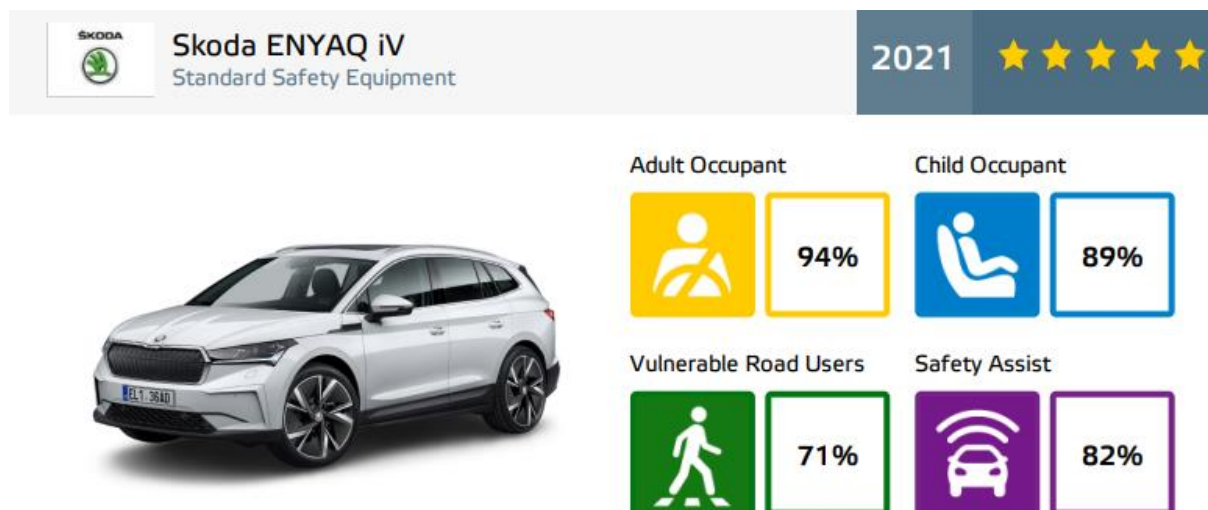 ŠKODA
Skoda ENYAQ iV
Standard Safety Equipment
2021
Adult Occupant
Child Occupant
94%
89%
Vulnerable Road Users
Safety Assist
71%
82%
EL1 36AD